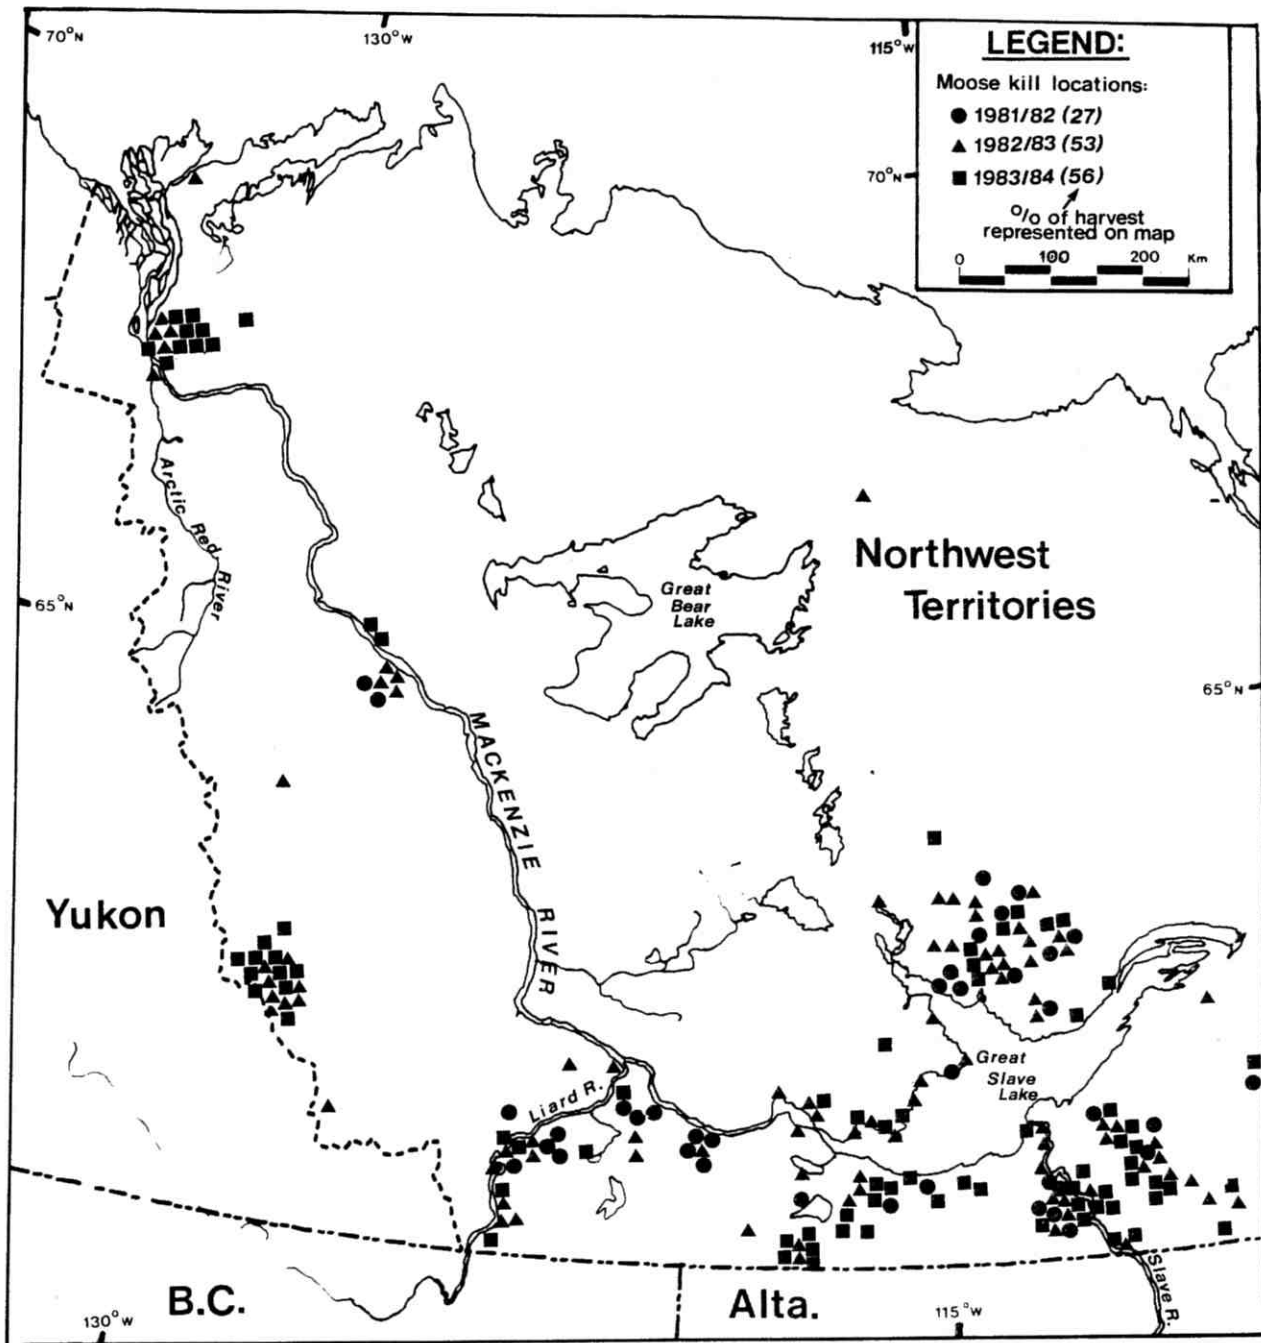 70°N
130°W
115°W
LEGEND:
Moose kill locations:
1981/82 (27)
1982/83 (53)
1983/84 (56)
% of harvest
represented on map
0 100 200 Km
70°N
Arctic Red River
Northwest
Territories
Great
Bear
Lake
65°N
65°N
MACKENZIE RIVER
Yukon
Great
Slave
Lake
Liard R.
Slave R.
B.C.
Alta.
130°W
115°W